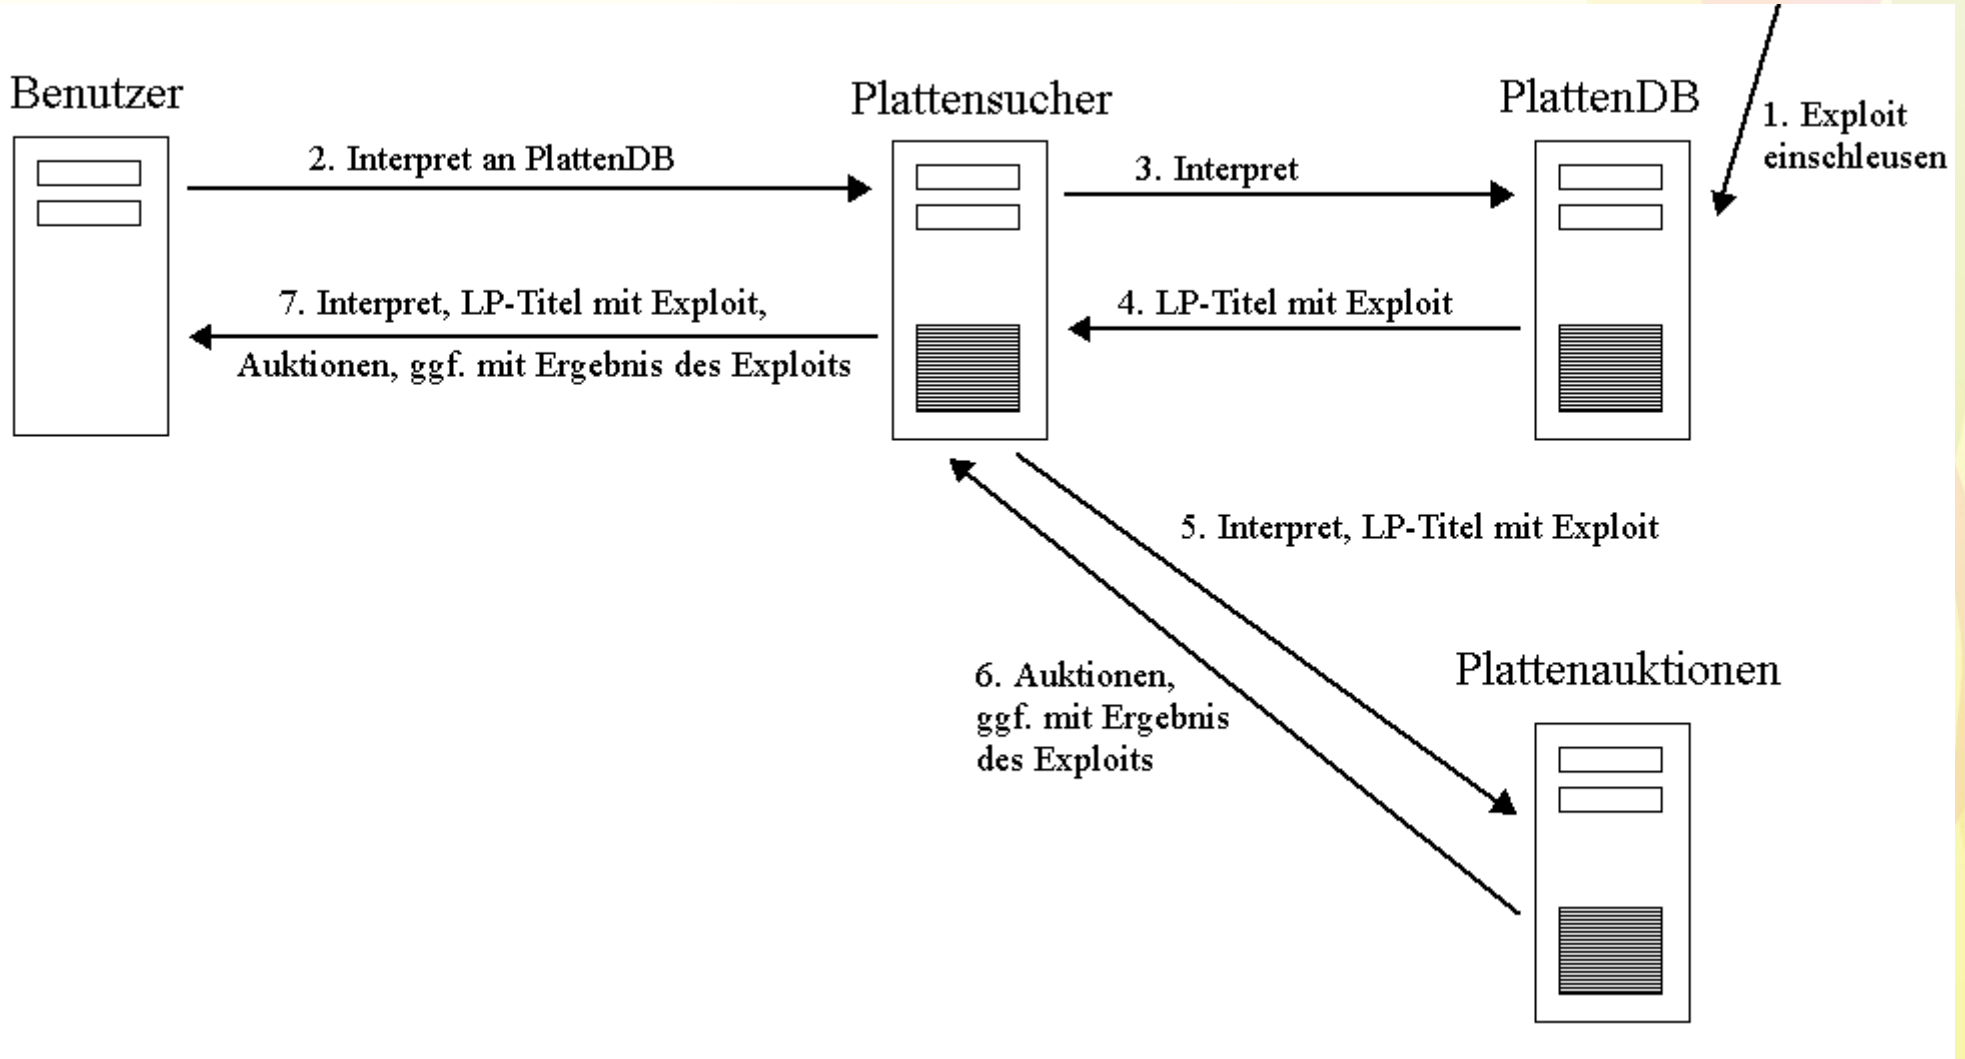 Benutzer
Plattensucher
PlattenDB
1. Exploit
einschleusen
2. Interpret an PlattenDB
3. Interpret
7. Interpret, LP-Titel mit Exploit,
Auktionen, ggf. mit Ergebnis des Exploits
4. LP-Titel mit Exploit
5. Interpret, LP-Titel mit Exploit
6. Auktionen,
ggf. mit Ergebnis
des Exploits
Plattenauktionen